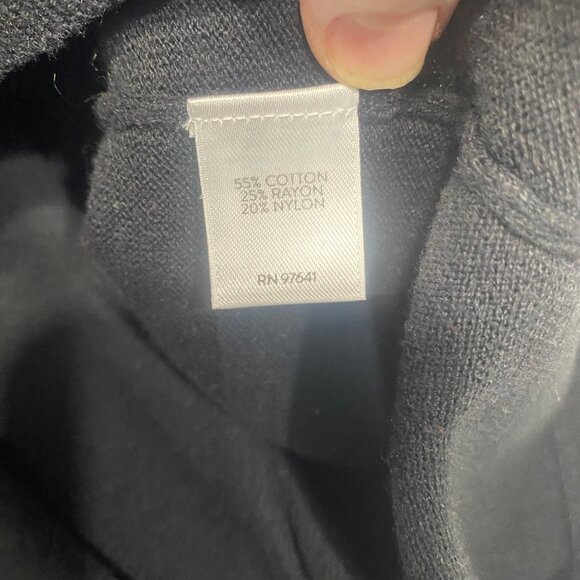 55% COTTON
25% RAYON
20% NYLON
RN 97641